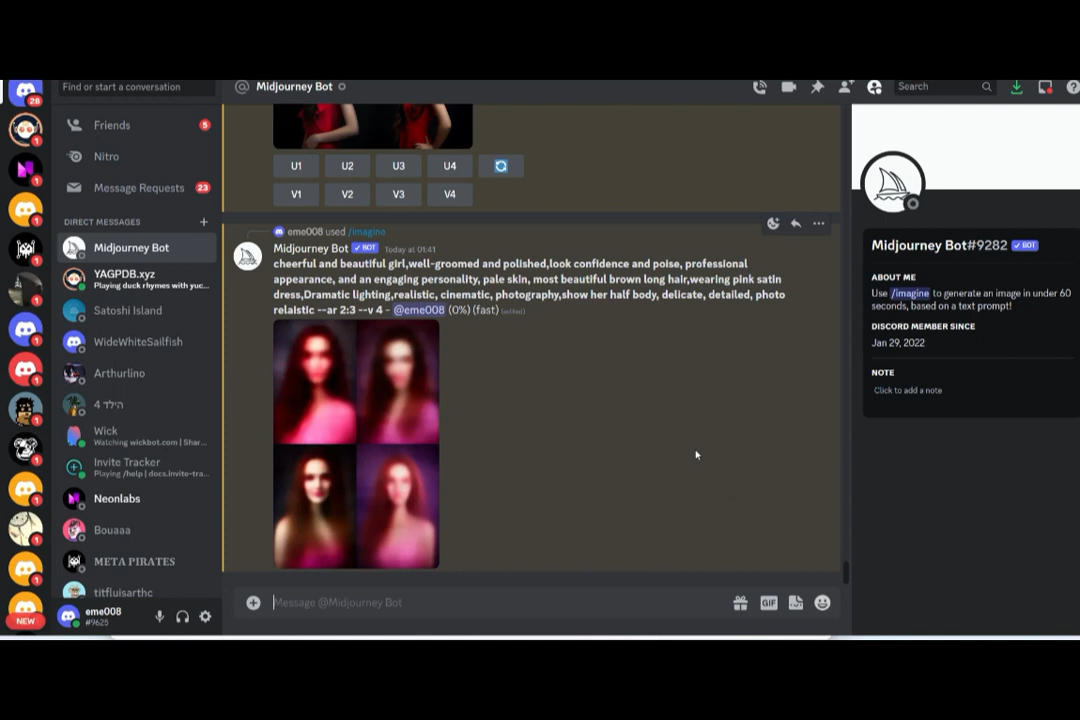 Find or start a conversation
Midjourney Bot
Search
28
Friends
5
Nitro
Message Requests
23
DIRECT MESSAGES
Midjourney Bot
YAGPDB.xyz
Playing duck rhymes with yuc...
Satoshi Island
WideWhiteSailfish
Arthurlino
4 הילד
Wick
Watching wickbot.com | Shar...
Invite Tracker
Playing /help | docs.invite-tra...
Neonlabs
Bouaaa
META PIRATES
titfluisarthc
NEW
eme008
#9625
U1
U2
U3
U4
V1
V2
V3
V4
eme008 used /imagine
Midjourney Bot ✓ BOT Today at 01:41
cheerful and beautiful girl,well-groomed and polished,look confidence and poise, professional
appearance, and an engaging personality, pale skin, most beautiful brown long hair,wearing pink satin
dress,Dramatic lighting,realistic, cinematic, photography,show her half body, delicate, detailed, photo
relaistic --ar 2:3 --v 4 - @eme008 (0%) (fast) (edited)
Message @Midjourney Bot
GIF
Midjourney Bot#9282 ✓ BOT
ABOUT ME
Use /imagine to generate an image in under 60
seconds, based on a text prompt!
DISCORD MEMBER SINCE
Jan 29, 2022
NOTE
Click to add a note